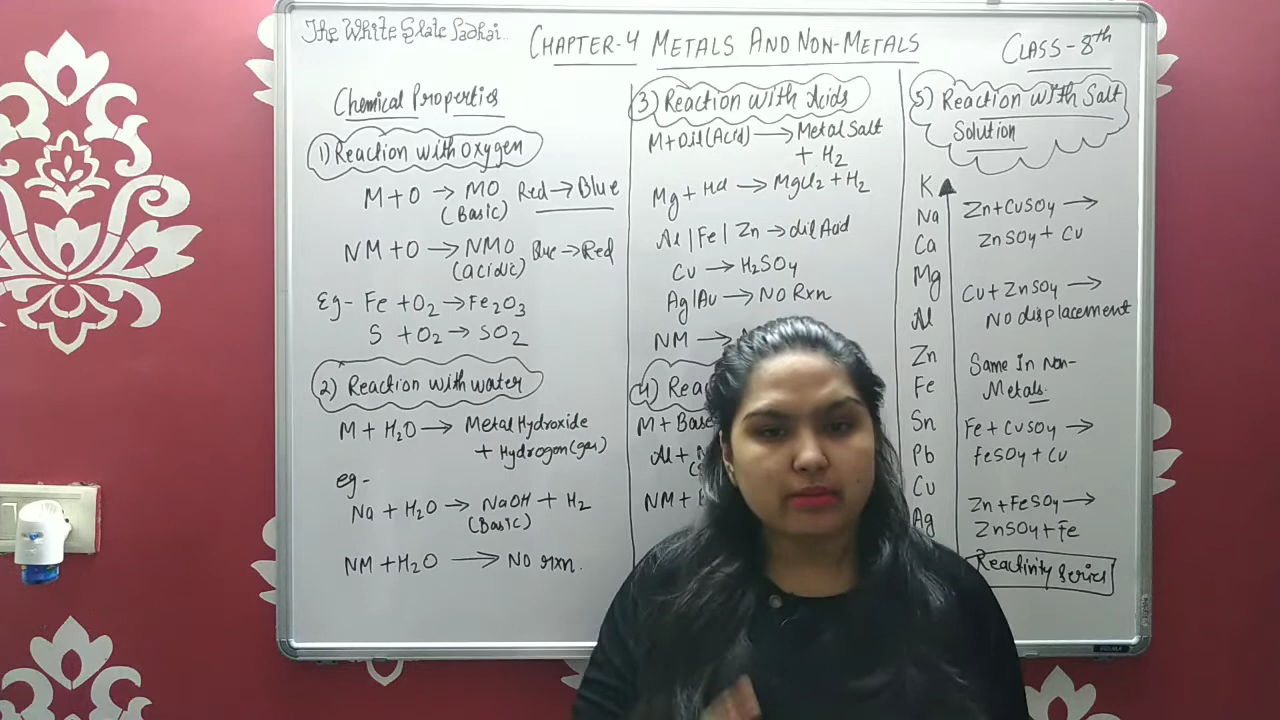 The White Slate Padhai..
CHAPTER-4 METALS AND NON-METALS
CLASS-8th
Chemical Properties
1) Reaction with oxygen
M + O → MO Red → Blue
(Basic)
NM + O → NMO Blue → Red
(acidic)
Eg- Fe + O2 → Fe2O3
S + O2 → SO2
2) Reaction with water
M + H2O → Metal Hydroxide
+ Hydrogen (gas)
eg-
Na + H2O → NaOH + H2
(Basic)
NM + H2O → No rxn.
3) Reaction with Acids
M + Dil (Acid) → Metal Salt
+ H2
Mg + Hcl → MgCl2 + H2
Al | Fe | Zn → dil Acid
Cu → H2SO4
Ag | Au → NO Rxn
NM →
4) Reac
M + Base
Al +
NM +
5) Reaction With Salt
Solution
K
Na
Ca
Mg
Al
Zn
Fe
Sn
Pb
Cu
Ag
Zn + CuSO4 →
ZnSO4 + Cu
Cu + ZnSO4 →
No displacement
Same In Non-
Metals.
Fe + CuSO4 →
FeSO4 + Cu
Zn + FeSO4 →
ZnSO4 + Fe
Reactivity Series